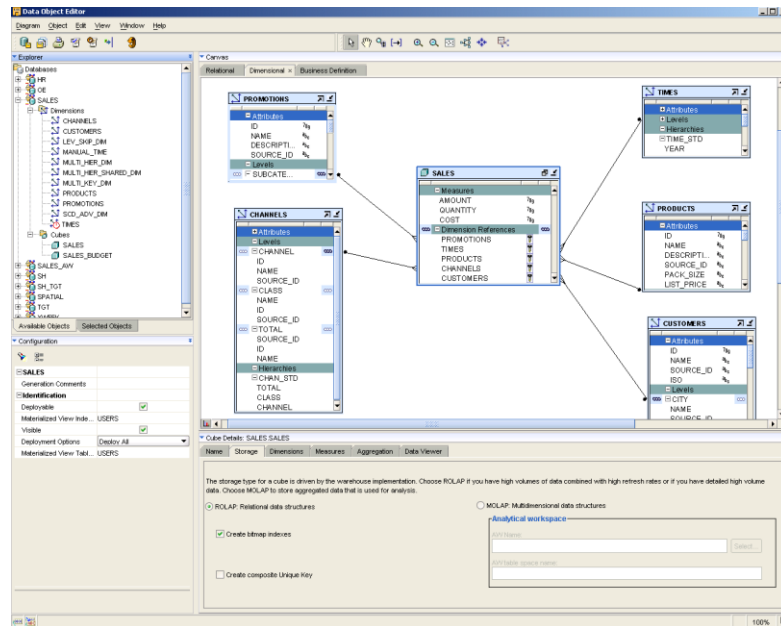 Data Object Editor
Diagram Object Edit View Window Help
Explorer
Databases
HR
OE
SALES
Dimensions
CHANNELS
CUSTOMERS
LEV_SKIP_DIM
MANUAL_TIME
MULTI_HIER_DIM
MULTI_HIER_SHARED_DIM
MULTI_KEY_DIM
PRODUCTS
PROMOTIONS
SCD_ADV_DIM
TIMES
Cubes
SALES
SALES_BUDGET
SALES_AW
SH
SH_TGT
SPATIAL
TGT
Available Objects Selected Objects
Configuration
SALES
Generation Comments
Identification
Deployable
Materialized View Inde... USERS
Visible
Deployment Options Deploy All
Materialized View Tabl... USERS
Canvas
Relational Dimensional Business Definition
PROMOTIONS
Attributes
ID
NAME
DESCRIPTI...
SOURCE_ID
Levels
SUBCATE...
CHANNELS
Attributes
Levels
CHANNEL
ID
NAME
SOURCE_ID
CLASS
NAME
ID
SOURCE_ID
TOTAL
SOURCE_ID
ID
NAME
Hierarchies
CHAN_STD
TOTAL
CLASS
CHANNEL
SALES
Measures
AMOUNT
QUANTITY
COST
Dimension References
PROMOTIONS
TIMES
PRODUCTS
CHANNELS
CUSTOMERS
TIMES
Attributes
Levels
Hierarchies
TIME_STD
YEAR
PRODUCTS
Attributes
ID
NAME
DESCRIPTI...
SOURCE_ID
PACK_SIZE
LIST_PRICE
CUSTOMERS
Attributes
ID
NAME
SOURCE_ID
ISO
Levels
CITY
NAME
Cube Details: SALES SALES
Name Storage Dimensions Measures Aggregation Data Viewer
The storage type for a cube is driven by the warehouse implementation. Choose ROLAP if you have high volumes of data combined with high refresh rates or if you have detailed high volume
data. Choose MOLAP to store aggregated data that is used for analysis.
ROLAP: Relational data structures
MOLAP: Multidimensional data structures
Create bitmap indexes
Create composite Unique Key
Analytical workspace
AW Name
Select...
AW table space name
100%